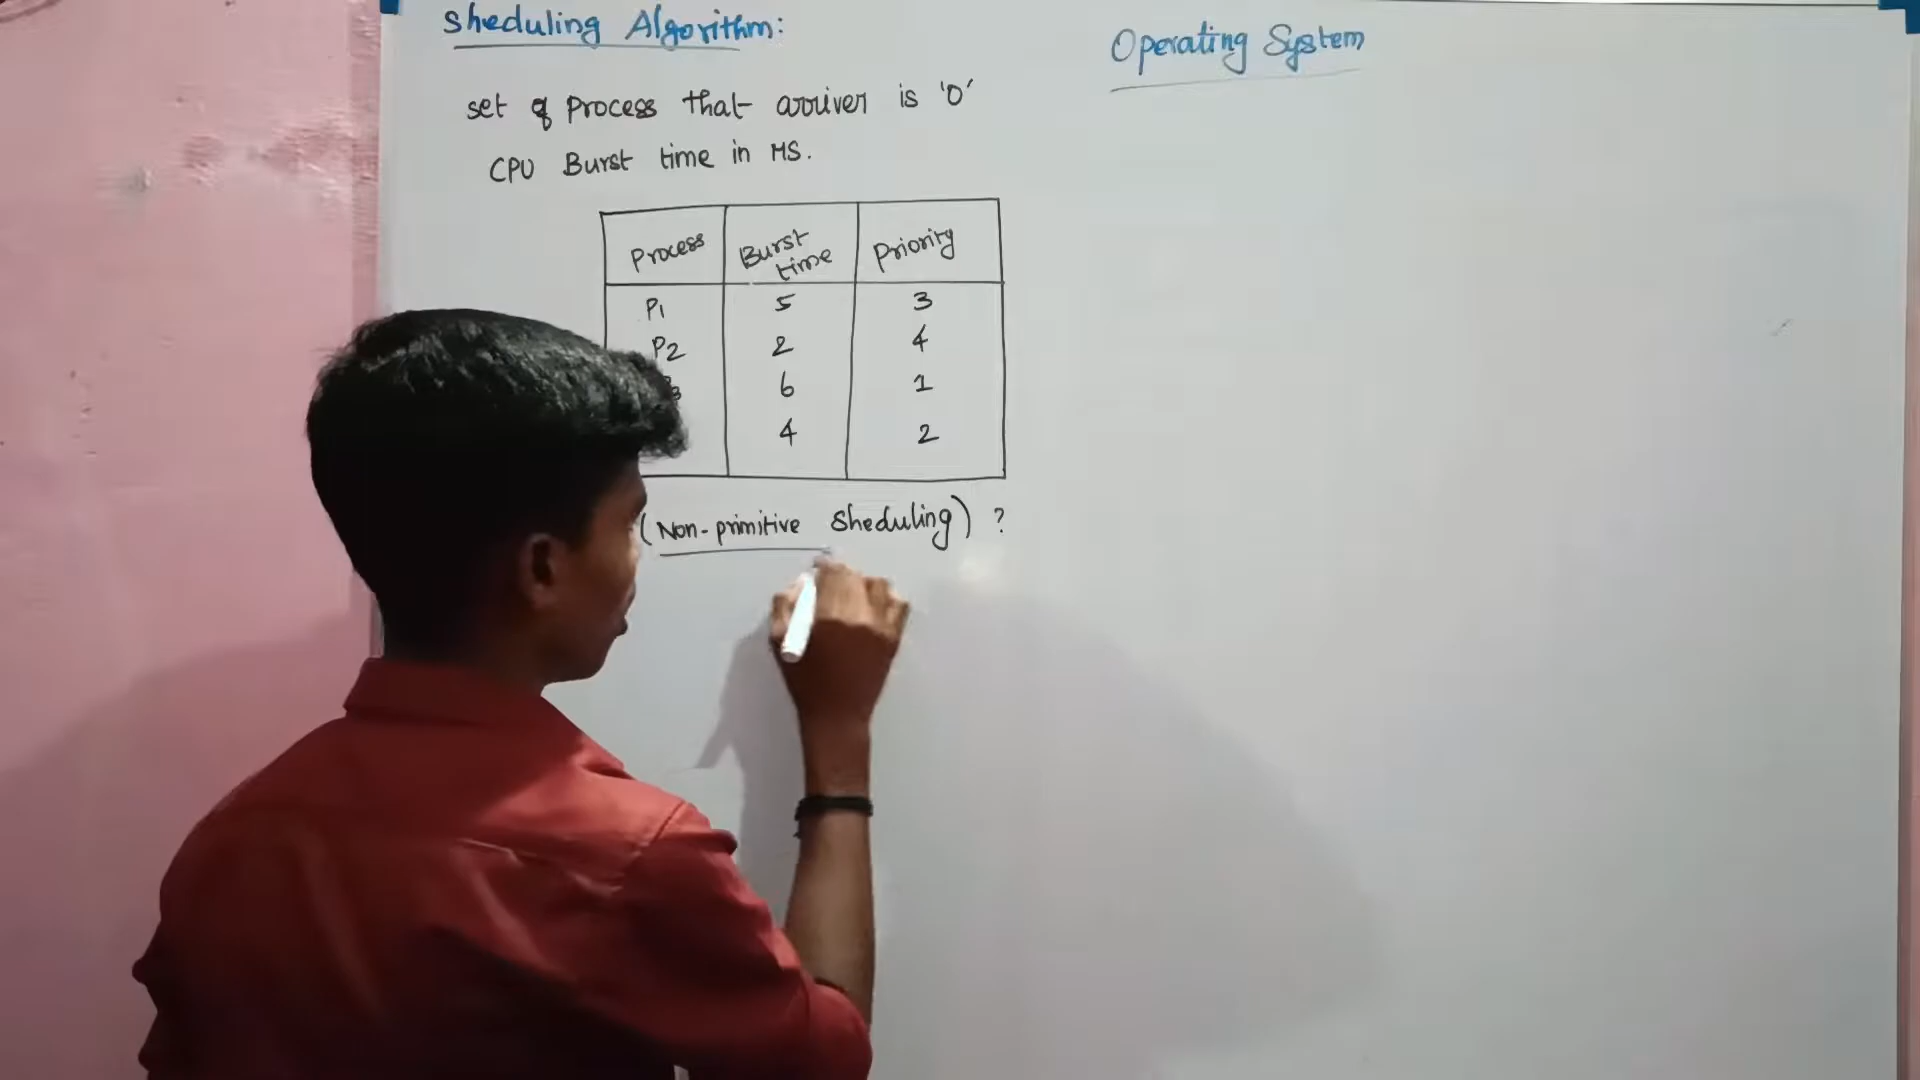 Sheduling Algorithm:
Operating System
set of process that arriver is '0'
CPU Burst time in MS.
Process Burst time Priority
P1 5 3
P2 2 4
6 1
4 2
(Non-primitive Sheduling) ?